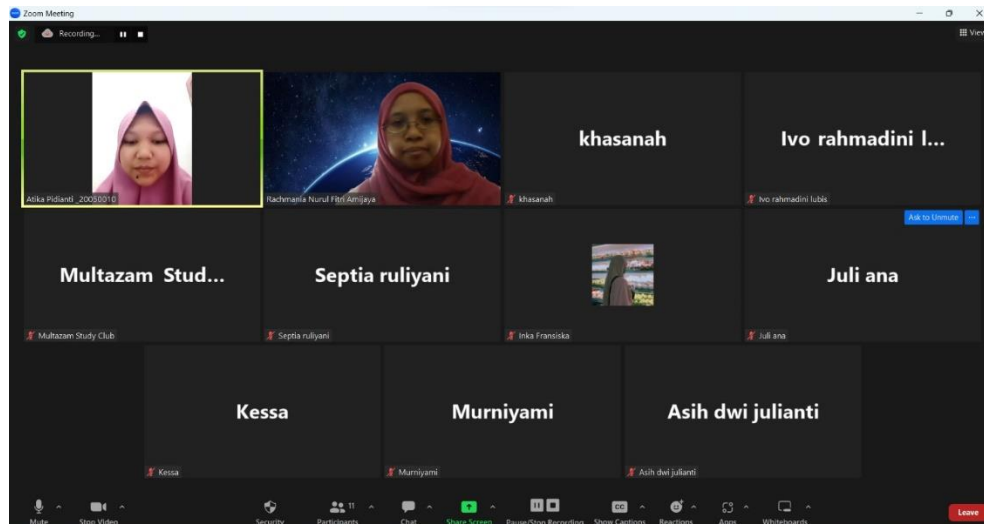 Zoom Meeting
Recording...
View
Atika Pidianti _20050010
Rachmania Nurul Fitri Amijaya
khasanah
khasanah
Ivo rahmadini l...
Ivo rahmadini lubis
Ask to Unmute ...
Multazam Stud...
Multazam Study Club
Septia ruliyani
Septia ruliyani
Inka Fransiska
Juli ana
Juli ana
Kessa
Kessa
Murniyami
Murniyami
Asih dwi julianti
Asih dwi julianti
11
CC
Mute Stop Video Security Participants Chat Share Screen Pause/Stop Recording Show Captions Reactions Apps Whiteboards
Leave